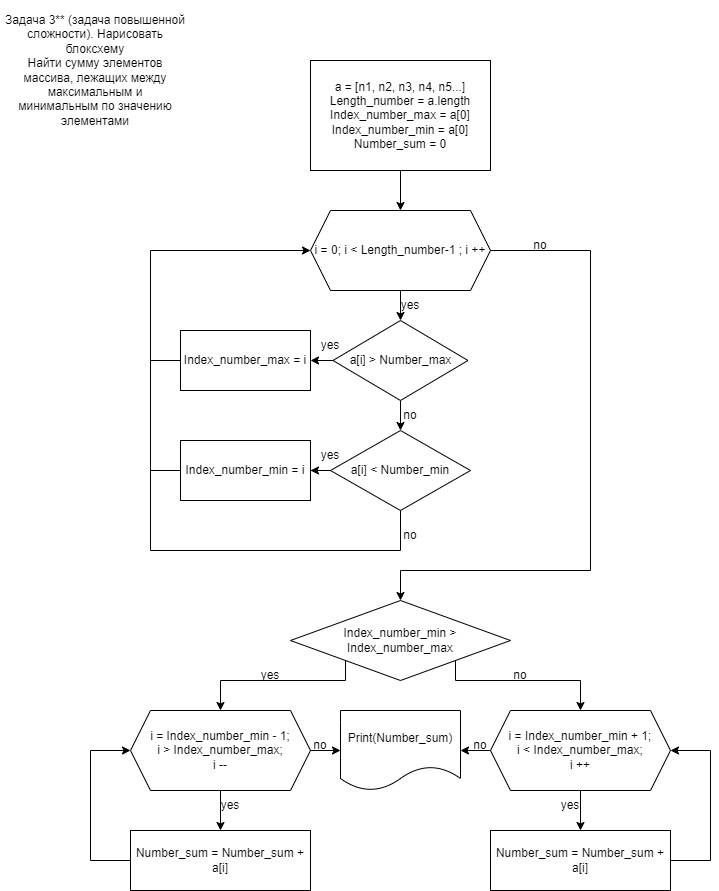 Задача 3** (задача повышенной
сложности). Нарисовать
блоксхему
Найти сумму элементов
массива, лежащих между
максимальным и
минимальным по значению
элементами
a = [n1, n2, n3, n4, n5...]
Length_number = a.length
Index_number_max = a[0]
Index_number_min = a[0]
Number_sum = 0
i = 0; i < Length_number-1 ; i ++
no
yes
a[i] > Number_max
yes
Index_number_max = i
no
a[i] < Number_min
yes
Index_number_min = i
no
Index_number_min >
Index_number_max
yes
no
i = Index_number_min - 1;
i > Index_number_max;
i --
no
Print(Number_sum)
no
i = Index_number_min + 1;
i < Index_number_max;
i ++
yes
yes
Number_sum = Number_sum +
a[i]
Number_sum = Number_sum +
a[i]